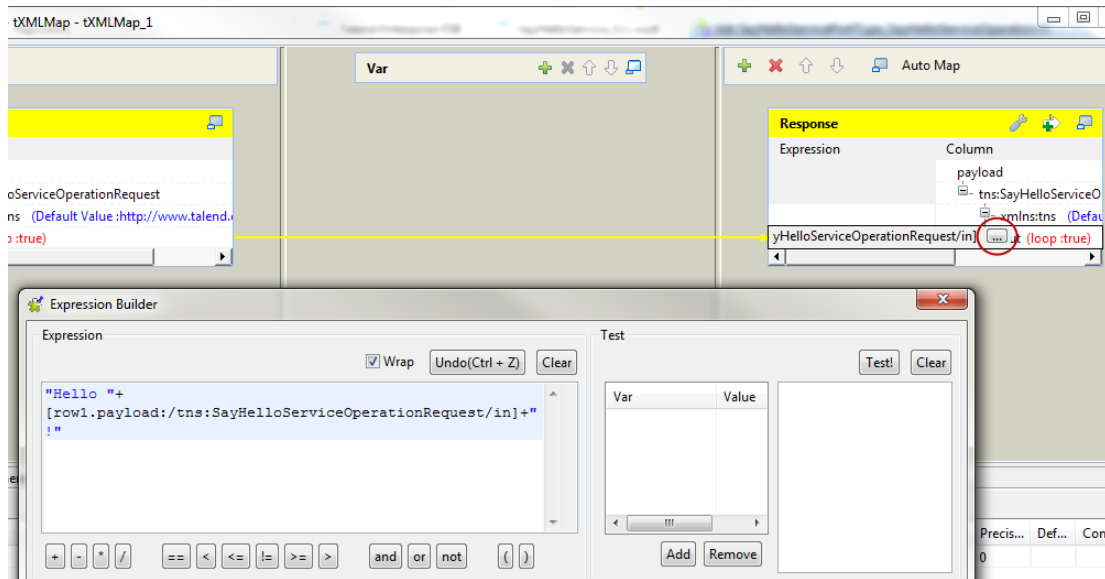 tXMLMap - tXMLMap_1
Var
Auto Map
Response
Expression Column
payload
tns:SayHelloServiceO
xmlns:tns (Defau
yHelloServiceOperationRequest/in] ... (loop :true)
oServiceOperationRequest
ns (Default Value :http://www.talend.
:true)
Expression Builder
Expression
Wrap Undo(Ctrl + Z) Clear
"Hello "+
[row1.payload:/tns:SayHelloServiceOperationRequest/in]+"
!"
+ - * / == < <= != >= > and or not ( )
Test
Test! Clear
Var Value
Add Remove
Precis... Def... Con
0